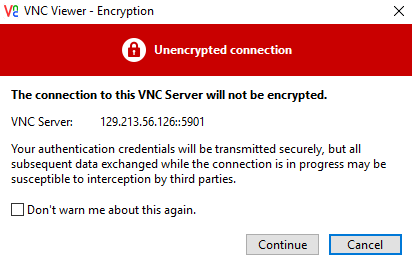 VNC Viewer - Encryption
Unencrypted connection
The connection to this VNC Server will not be encrypted.
VNC Server: 129.213.56.126::5901
Your authentication credentials will be transmitted securely, but all
subsequent data exchanged while the connection is in progress may be
susceptible to interception by third parties.
Don't warn me about this again.
Continue Cancel